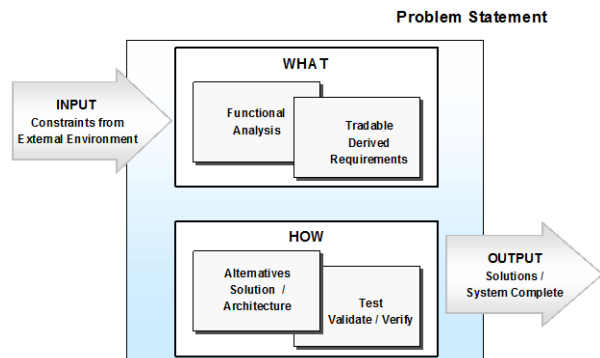 Problem Statement
WHAT
INPUT
Constraints from
External Environment
Functional
Analysis
Tradable
Derived
Requirements
HOW
Alternatives
Solution /
Architecture
Test
Validate / Verify
OUTPUT
Solutions /
System Complete